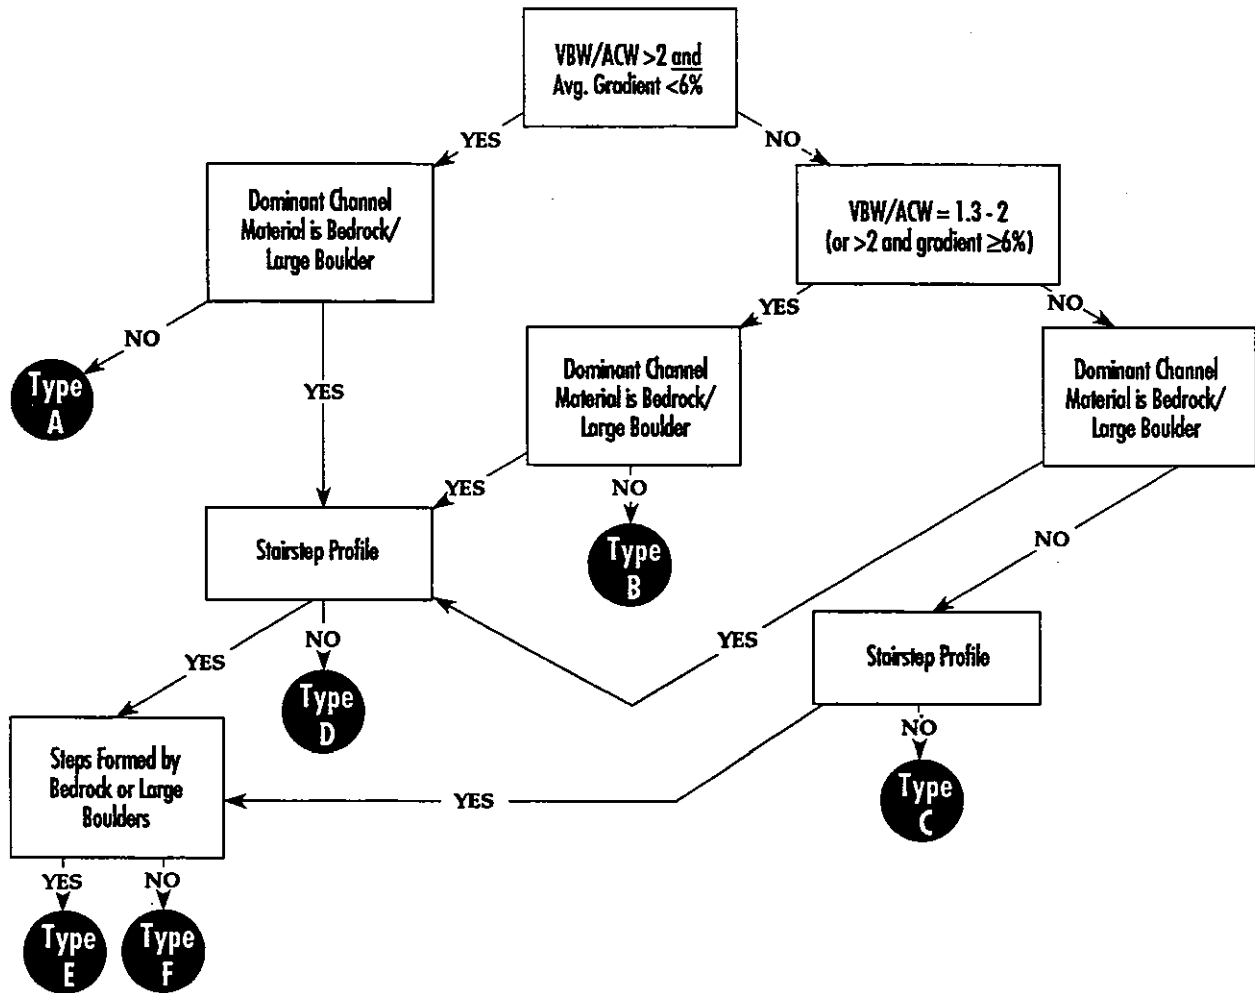 VBW/ACW >2 and
Avg. Gradient <6%
YES
NO
Dominant Channel
Material is Bedrock/
Large Boulder
VBW/ACW = 1.3 - 2
(or >2 and gradient ≥6%)
NO
YES
YES
NO
Type
A
Dominant Channel
Material is Bedrock/
Large Boulder
Dominant Channel
Material is Bedrock/
Large Boulder
YES
NO
NO
Stairstep Profile
Type
B
YES
NO
YES
Stairstep Profile
Type
D
NO
Steps Formed by
Bedrock or Large
Boulders
YES
Type
C
YES
NO
Type
E
Type
F